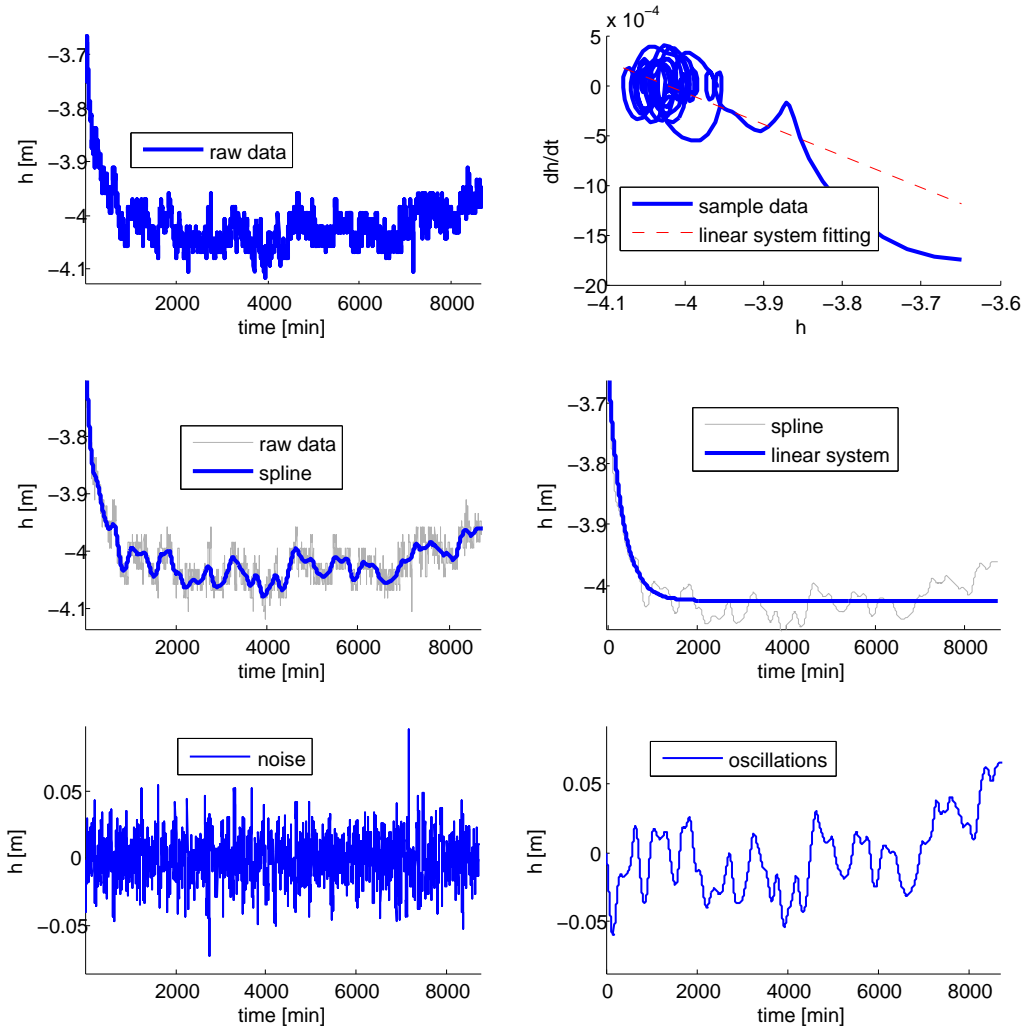 −3.7
−3.8
−3.9
−4
−4.1
h [m]
2000
4000
6000
8000
time [min]
raw data
x 10−4
5
0
−5
−10
−15
−20
dh/dt
−4.1
−4
−3.9
−3.8
−3.7
−3.6
h
sample data
linear system fitting
−3.8
−3.9
−4
−4.1
h [m]
2000
4000
6000
8000
time [min]
raw data
spline
−3.7
−3.8
−3.9
−4
h [m]
0
2000
4000
6000
8000
time [min]
spline
linear system
0.05
0
−0.05
h [m]
2000
4000
6000
8000
time [min]
noise
0.05
0
−0.05
h [m]
0
2000
4000
6000
8000
time [min]
oscillations